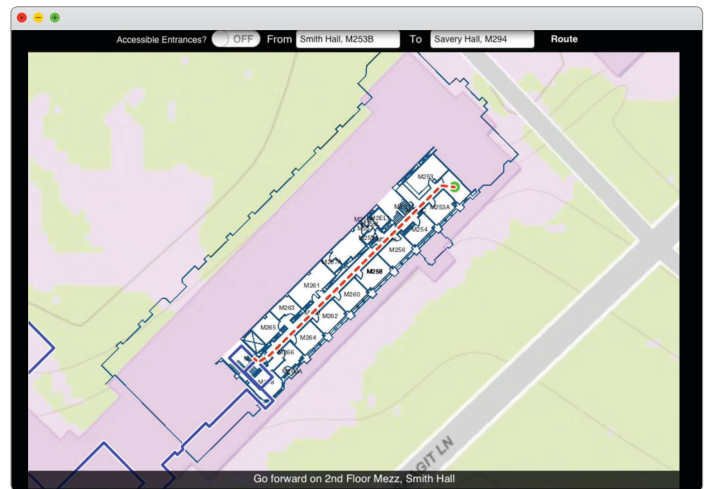 Accessible Entrances? OFF From Smith Hall, M253B To Savery Hall, M294 Route
M253
M253A
M254
M256
M258
M261
M260
M263
M262
M265
M264
GIT LN
Go forward on 2nd Floor Mezz, Smith Hall